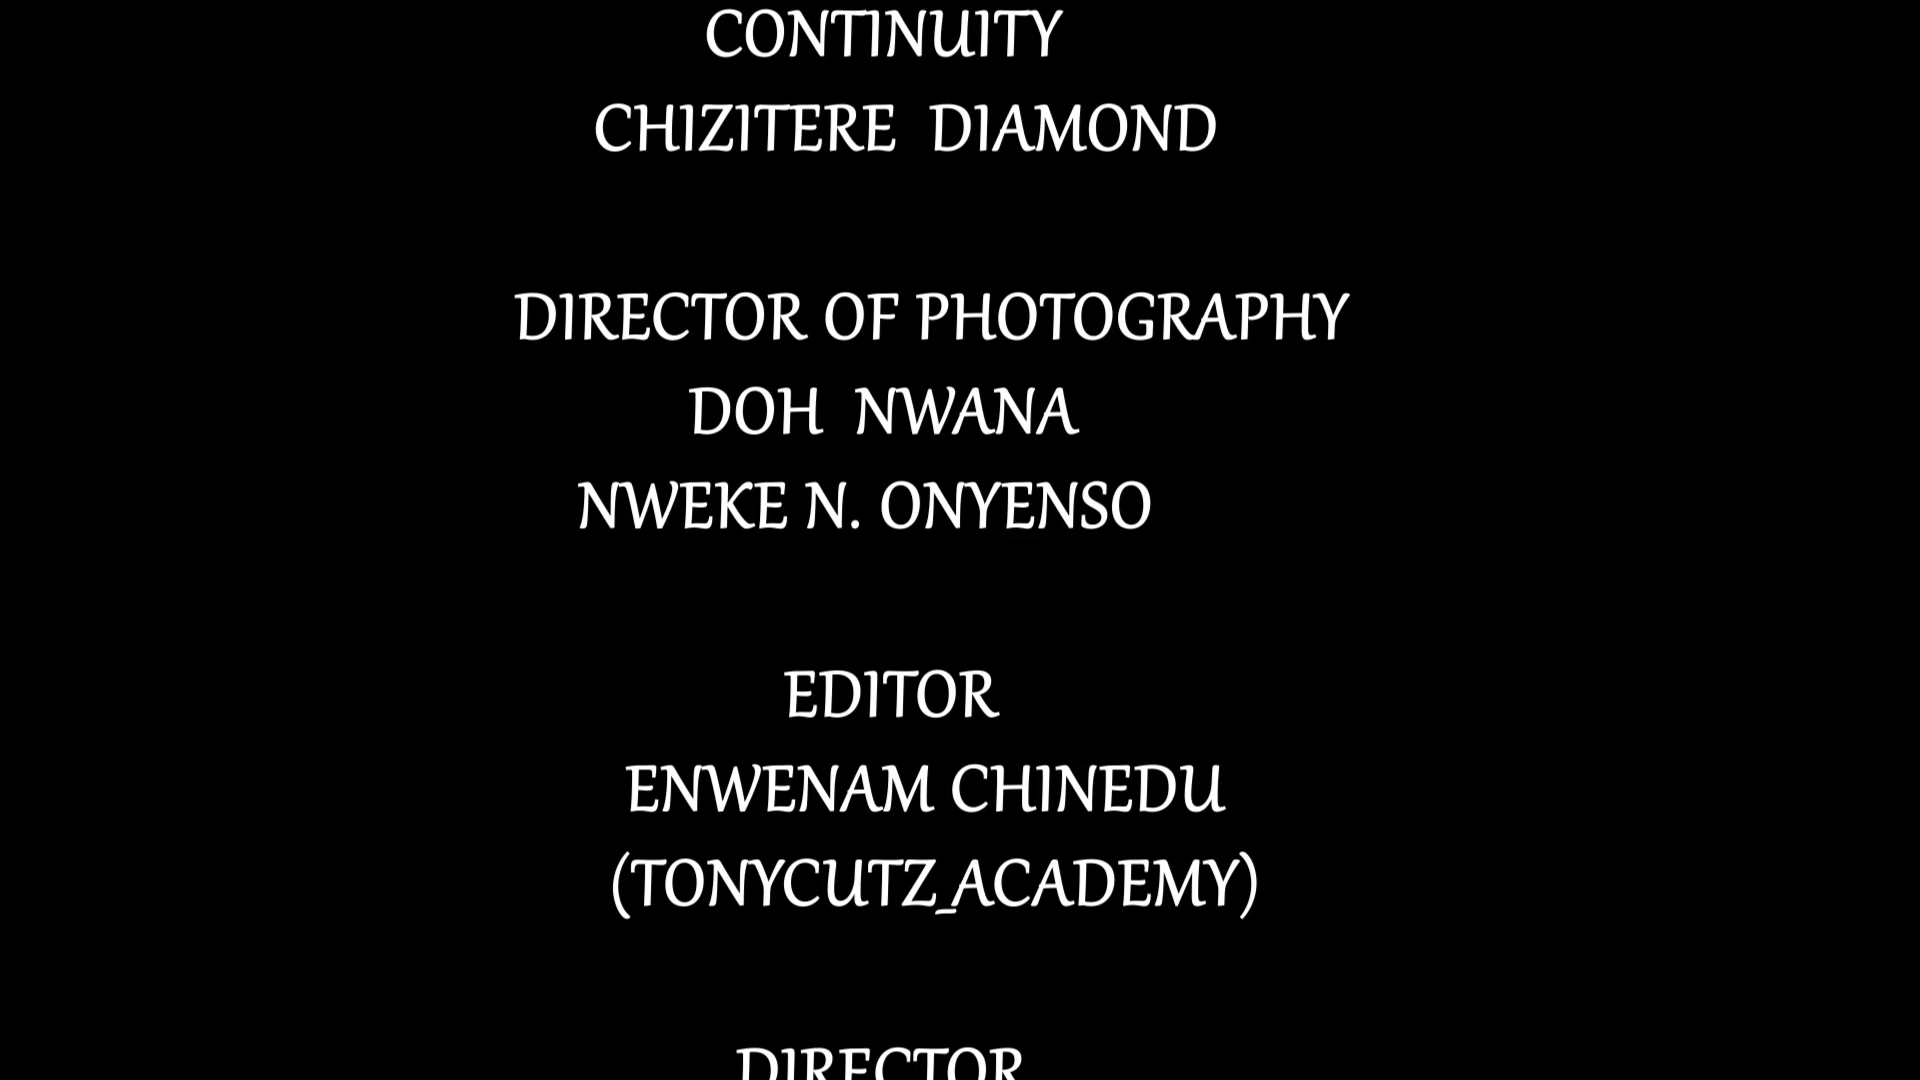 CONTINUITY
CHIZITERE DIAMOND
DIRECTOR OF PHOTOGRAPHY
DOH NWANA
NWEKE N. ONYENSO
EDITOR
ENWENAM CHINEDU
(TONYCUTZ_ACADEMY)
DIRECTOR